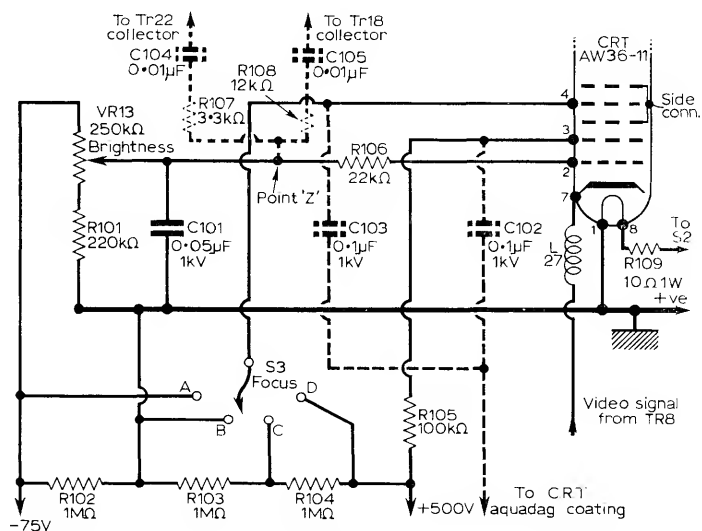 To Tr22
collector
To Tr18
collector
C104
0·01µF
C105
0·01µF
CRT
AW36-11
R108
12kΩ
R107
3·3kΩ
4
Side
conn.
VR13
250kΩ
Brightness
3
R106
22kΩ
2
Point 'Z'
R101
220kΩ
C101
0·05µF
1kV
C103
0·1µF
1kV
C102
0·1µF
1kV
7
1
8
To
S2
L
27
R109
10Ω 1W
+ve
S3
Focus
A
B
C
D
R105
100kΩ
Video signal
from TR8
R102
1MΩ
R103
1MΩ
R104
1MΩ
-75V
+500V
To CRT
aquadag coating